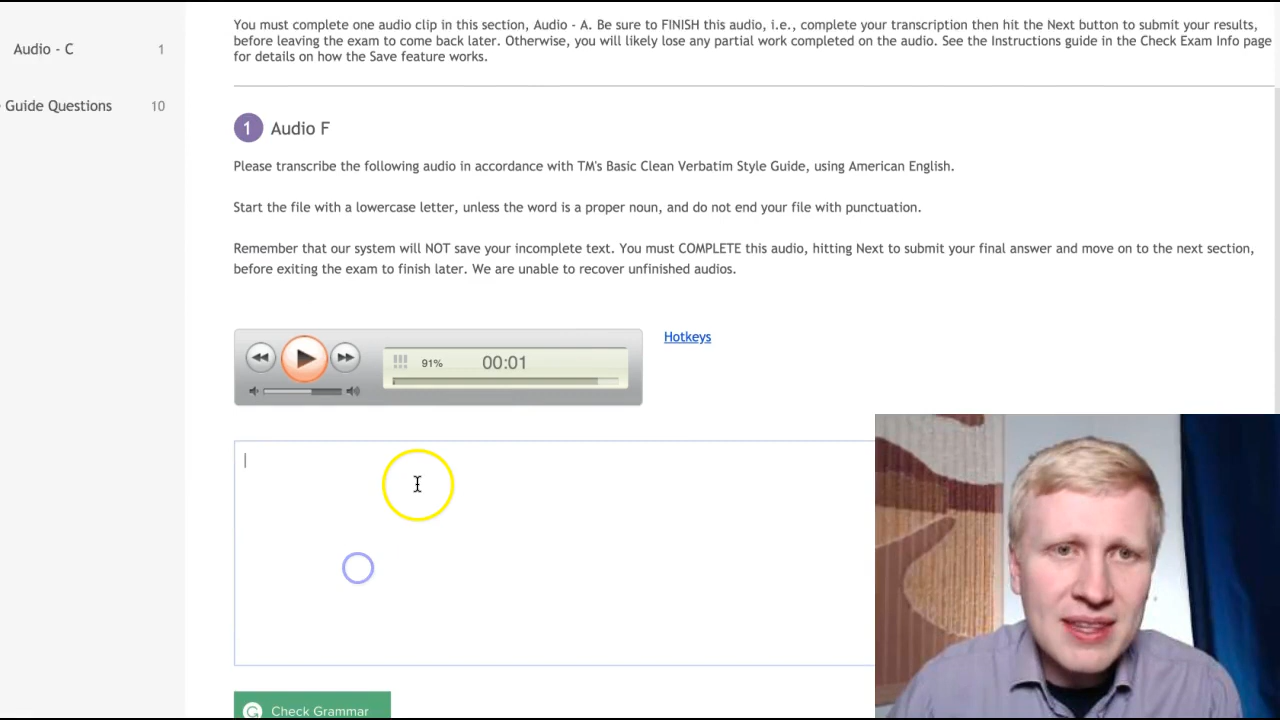 You must complete one audio clip in this section, Audio - A. Be sure to FINISH this audio, i.e., complete your transcription then hit the Next button to submit your results,
before leaving the exam to come back later. Otherwise, you will likely lose any partial work completed on the audio. See the Instructions guide in the Check Exam Info page
for details on how the Save feature works.
Audio - C 1
Guide Questions 10
1 Audio F
Please transcribe the following audio in accordance with TM's Basic Clean Verbatim Style Guide, using American English.
Start the file with a lowercase letter, unless the word is a proper noun, and do not end your file with punctuation.
Remember that our system will NOT save your incomplete text. You must COMPLETE this audio, hitting Next to submit your final answer and move on to the next section,
before exiting the exam to finish later. We are unable to recover unfinished audios.
Hotkeys
91% 00:01
Check Grammar